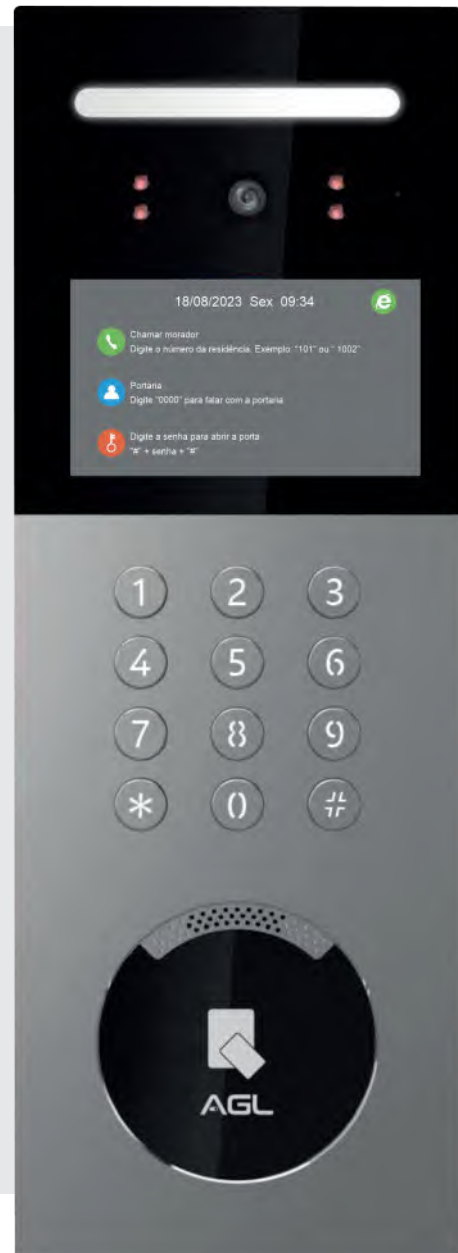 18/08/2023 Sex 09:34
Chamar morador
Digite o número da residência. Exemplo: "101" ou " 1002"
Portaria
Digite "0000" para falar com a portaria
Digite a senha para abrir a porta
"#" + senha + "#"
1 2 3
4 5 6
7 8 9
* 0 #
AGL